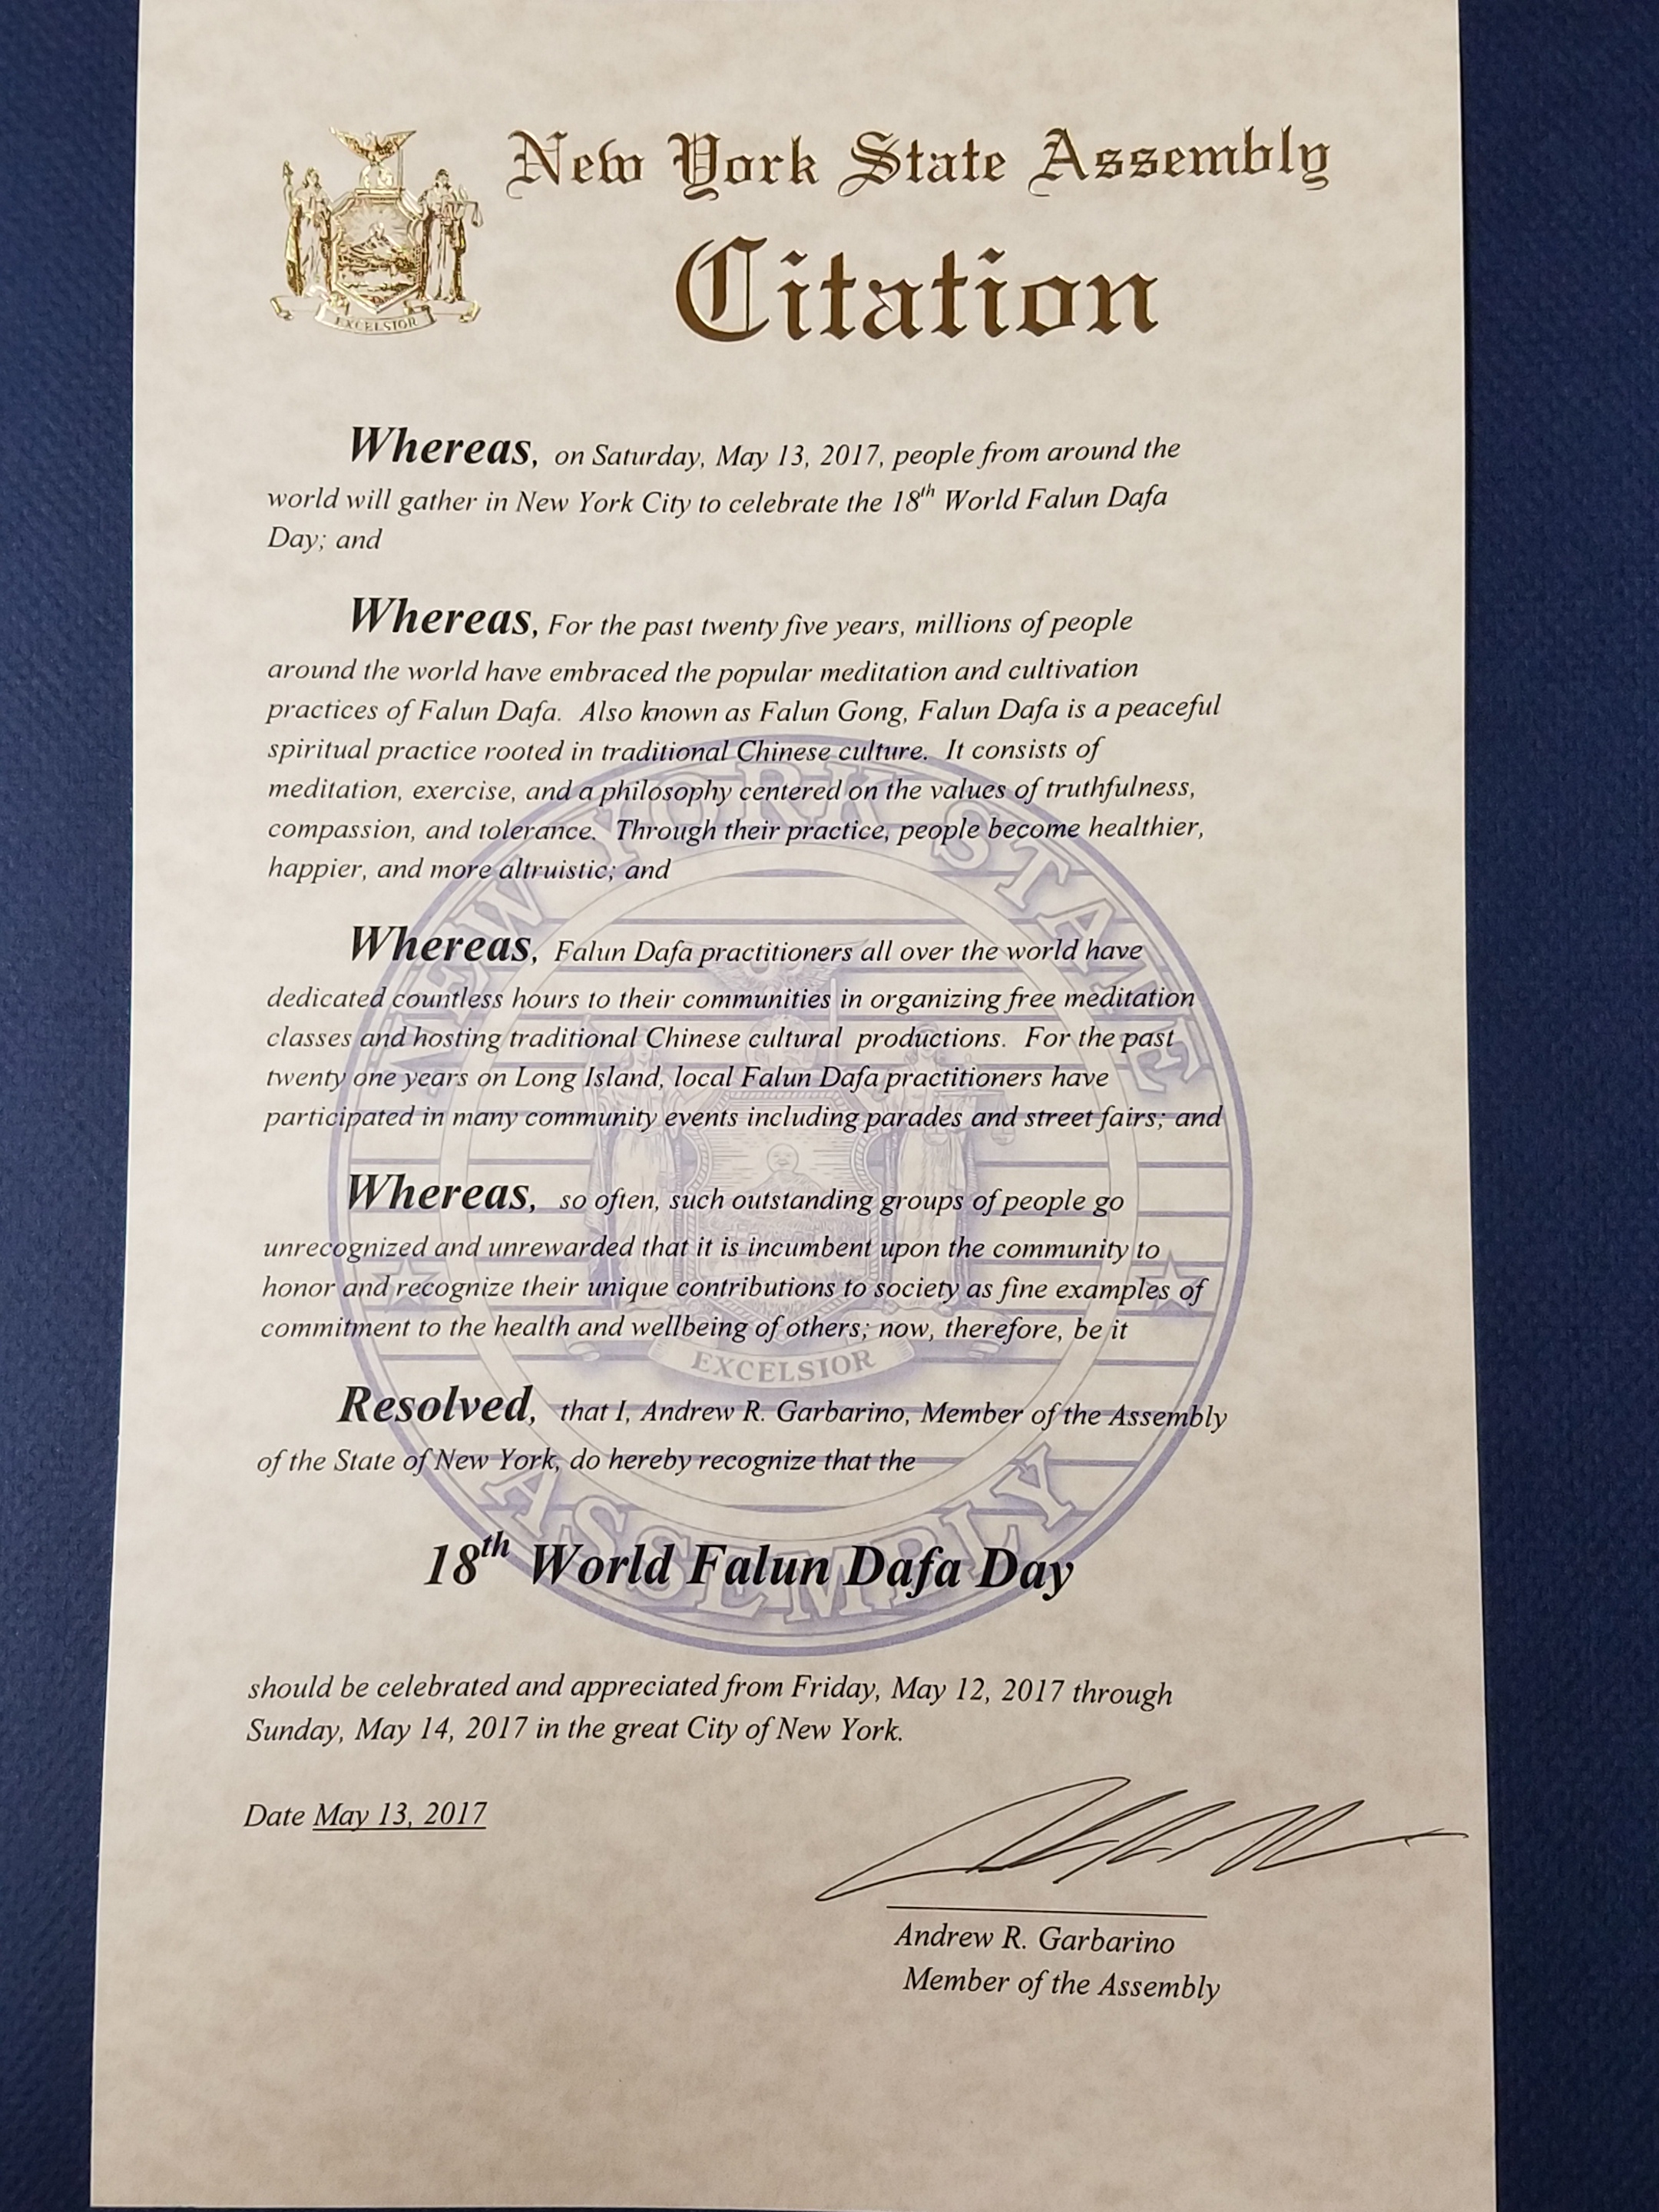 New York State Assembly
Citation
EXCELSIOR
Whereas, on Saturday, May 13, 2017, people from around the
world will gather in New York City to celebrate the 18th World Falun Dafa
Day; and
Whereas, For the past twenty five years, millions of people
around the world have embraced the popular meditation and cultivation
practices of Falun Dafa. Also known as Falun Gong, Falun Dafa is a peaceful
spiritual practice rooted in traditional Chinese culture. It consists of
meditation, exercise, and a philosophy centered on the values of truthfulness,
compassion, and tolerance. Through their practice, people become healthier,
happier, and more altruistic; and
Whereas, Falun Dafa practitioners all over the world have
dedicated countless hours to their communities in organizing free meditation
classes and hosting traditional Chinese cultural productions. For the past
twenty one years on Long Island, local Falun Dafa practitioners have
participated in many community events including parades and street fairs; and
Whereas, so often, such outstanding groups of people go
unrecognized and unrewarded that it is incumbent upon the community to
honor and recognize their unique contributions to society as fine examples of
commitment to the health and wellbeing of others; now, therefore, be it
Resolved, that I, Andrew R. Garbarino, Member of the Assembly
of the State of New York, do hereby recognize that the
18th World Falun Dafa Day
should be celebrated and appreciated from Friday, May 12, 2017 through
Sunday, May 14, 2017 in the great City of New York.
Date May 13, 2017
Andrew R. Garbarino
Member of the Assembly
NEW YORK STATE
EXCELSIOR
ASSEMBLY